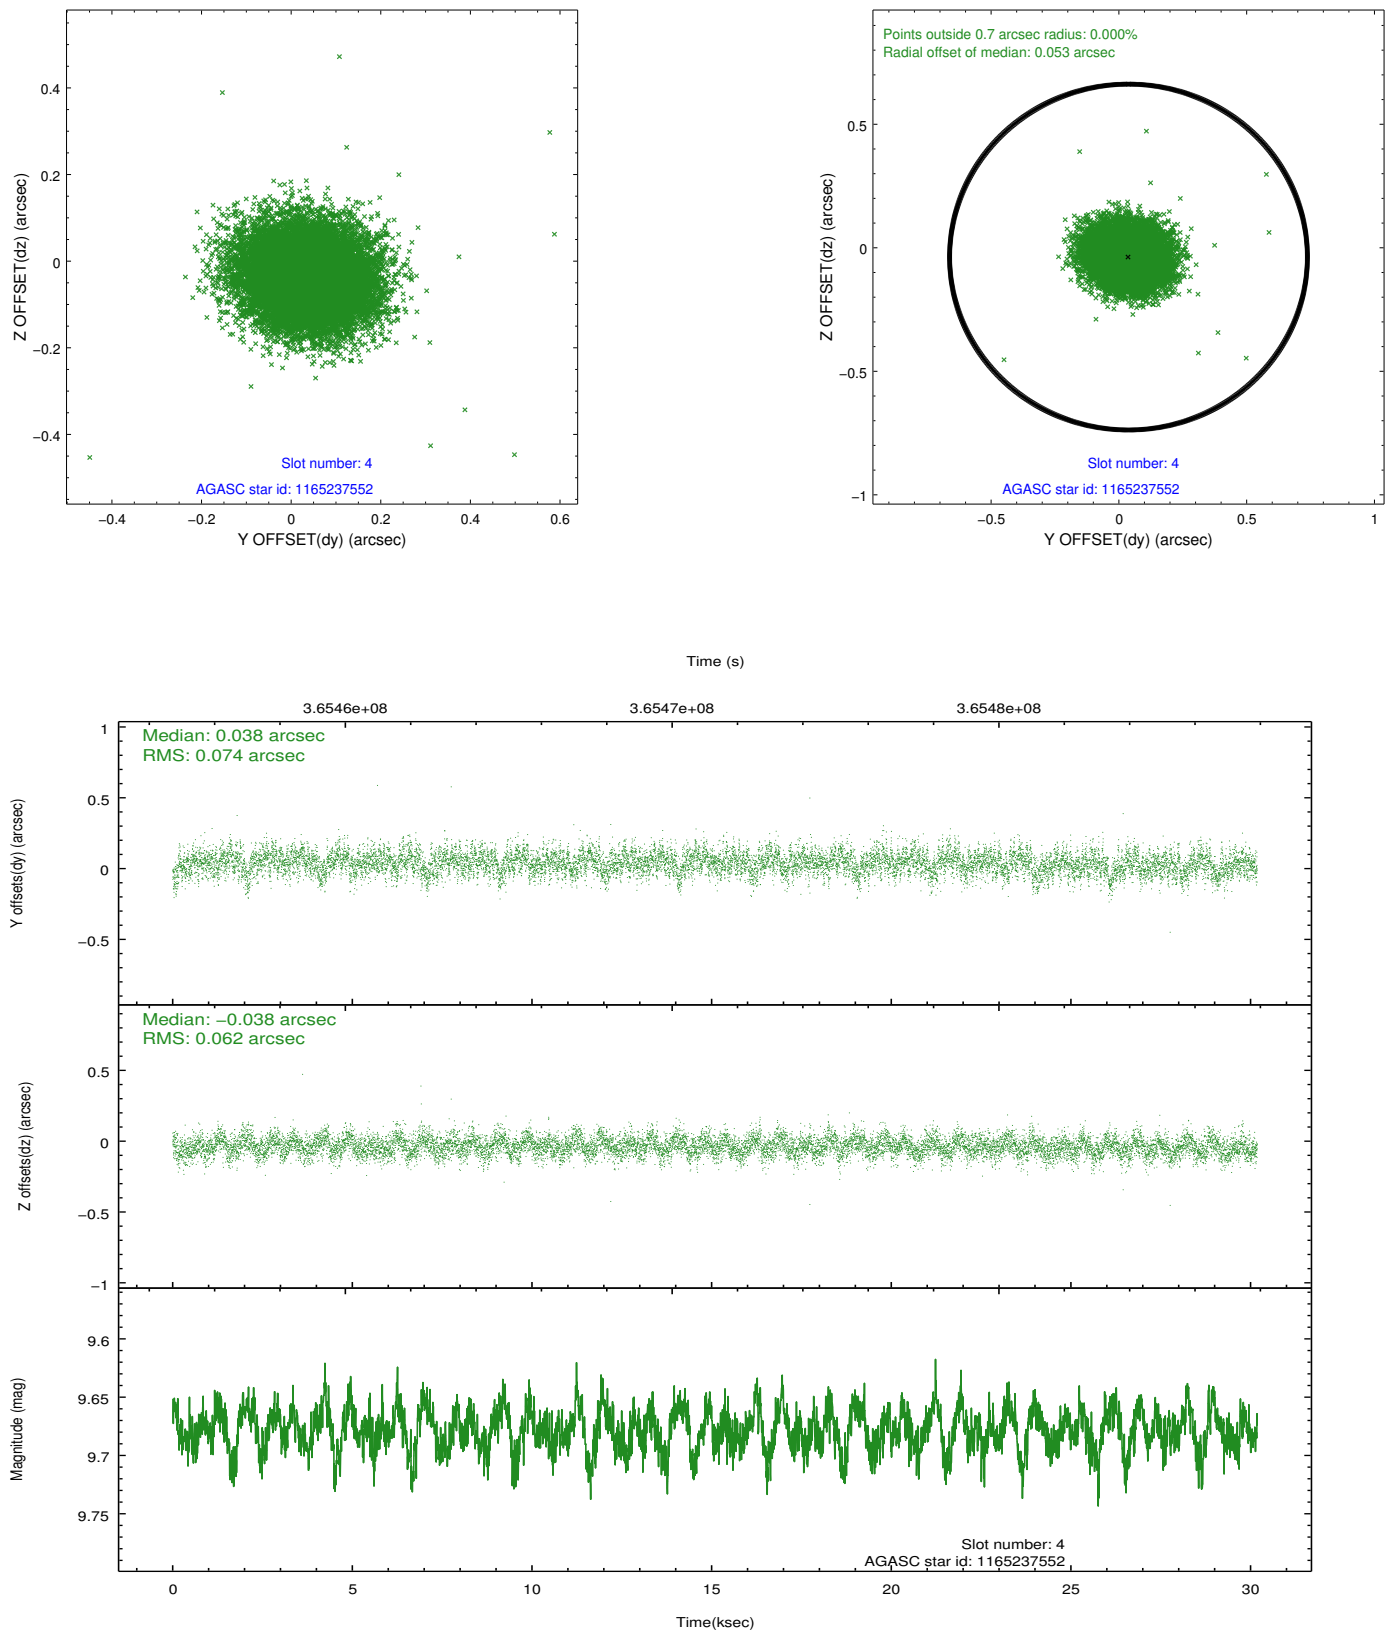 0.4
0.2
0
−0.2
−0.4
Z OFFSET(dz) (arcsec)
Slot number: 4
AGASC star id: 1165237552
−0.4
−0.2
0
0.2
0.4
0.6
Y OFFSET(dy) (arcsec)
Points outside 0.7 arcsec radius: 0.000%
Radial offset of median: 0.053 arcsec
0.5
0
−0.5
−1
Z OFFSET(dz) (arcsec)
Slot number: 4
AGASC star id: 1165237552
−0.5
0
0.5
1
Y OFFSET(dy) (arcsec)
Time (s)
3.6546e+08
3.6547e+08
3.6548e+08
Median: 0.038 arcsec
RMS: 0.074 arcsec
1
0.5
0
−0.5
Y offsets(dy) (arcsec)
Median: −0.038 arcsec
RMS: 0.062 arcsec
0.5
0
−0.5
−1
Z offsets(dz) (arcsec)
9.6
9.65
9.7
9.75
Magnitude (mag)
Slot number: 4
AGASC star id: 1165237552
0
5
10
15
20
25
30
Time(ksec)